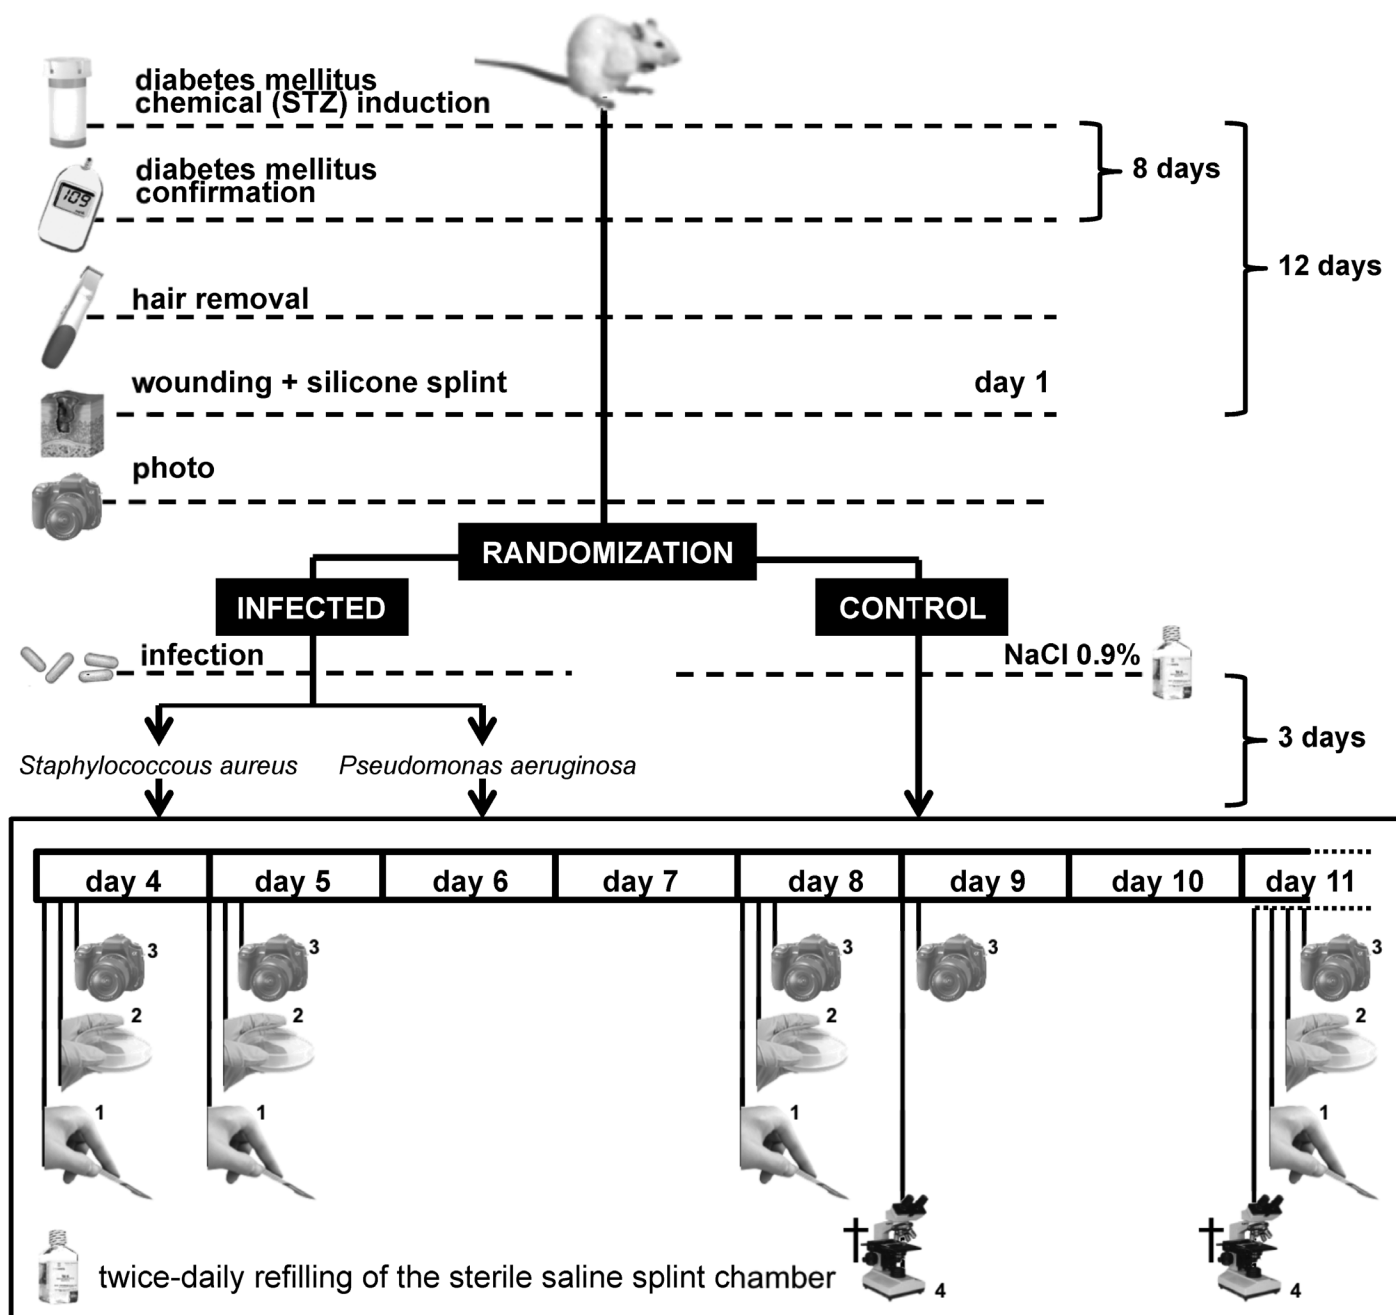 diabetes mellitus
chemical (STZ) induction
diabetes mellitus
confirmation
8 days
109
12 days
hair removal
wounding + silicone splint
day 1
photo
RANDOMIZATION
INFECTED
CONTROL
infection
NaCl 0.9%
3 days
Staphylococcous aureus
Pseudomonas aeruginosa
day 4
day 5
day 6
day 7
day 8
day 9
day 10
day 11
3
3
3
3
3
2
2
2
2
1
1
1
1
4
4
twice-daily refilling of the sterile saline splint chamber